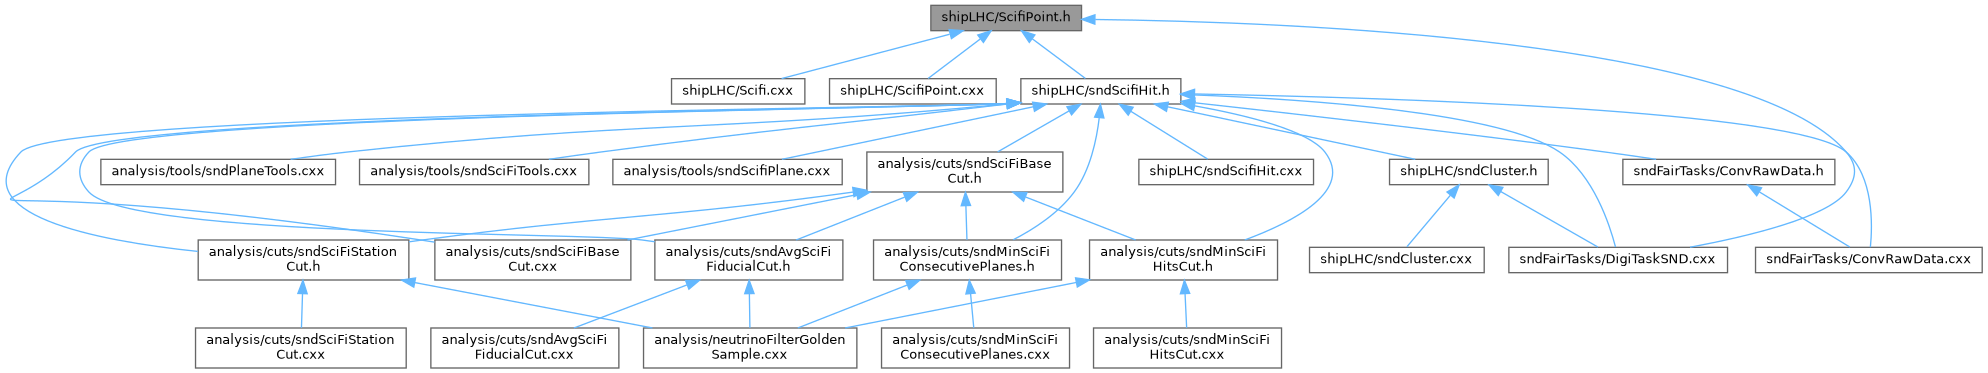 shipLHC/ScifiPoint.h
shipLHC/Scifi.cxx
shipLHC/ScifiPoint.cxx
shipLHC/sndScifiHit.h
analysis/tools/sndPlaneTools.cxx
analysis/tools/sndSciFiTools.cxx
analysis/tools/sndScifiPlane.cxx
analysis/cuts/sndSciFiBase
Cut.h
shipLHC/sndScifiHit.cxx
shipLHC/sndCluster.h
sndFairTasks/ConvRawData.h
analysis/cuts/sndSciFiStation
Cut.h
analysis/cuts/sndSciFiBase
Cut.cxx
analysis/cuts/sndAvgSciFi
FiducialCut.h
analysis/cuts/sndMinSciFi
ConsecutivePlanes.h
analysis/cuts/sndMinSciFi
HitsCut.h
shipLHC/sndCluster.cxx
sndFairTasks/DigiTaskSND.cxx
sndFairTasks/ConvRawData.cxx
analysis/cuts/sndSciFiStation
Cut.cxx
analysis/cuts/sndAvgSciFi
FiducialCut.cxx
analysis/neutrinoFilterGolden
Sample.cxx
analysis/cuts/sndMinSciFi
ConsecutivePlanes.cxx
analysis/cuts/sndMinSciFi
HitsCut.cxx